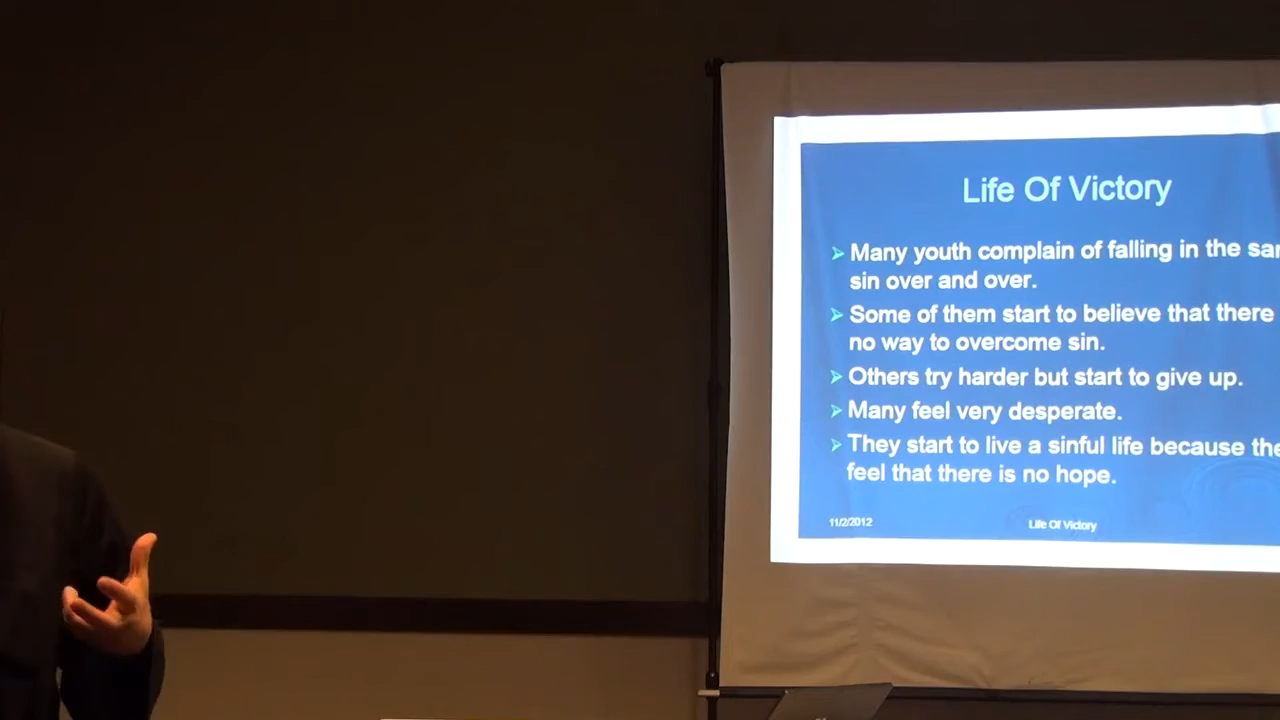 Life Of Victory
Many youth complain of falling in the
sin over and over.
Some of them start to believe that there
no way to overcome sin.
Others try harder but start to give up.
Many feel very desperate.
They start to live a sinful life because
feel that there is no hope.
11/2/2012
Life Of Victory